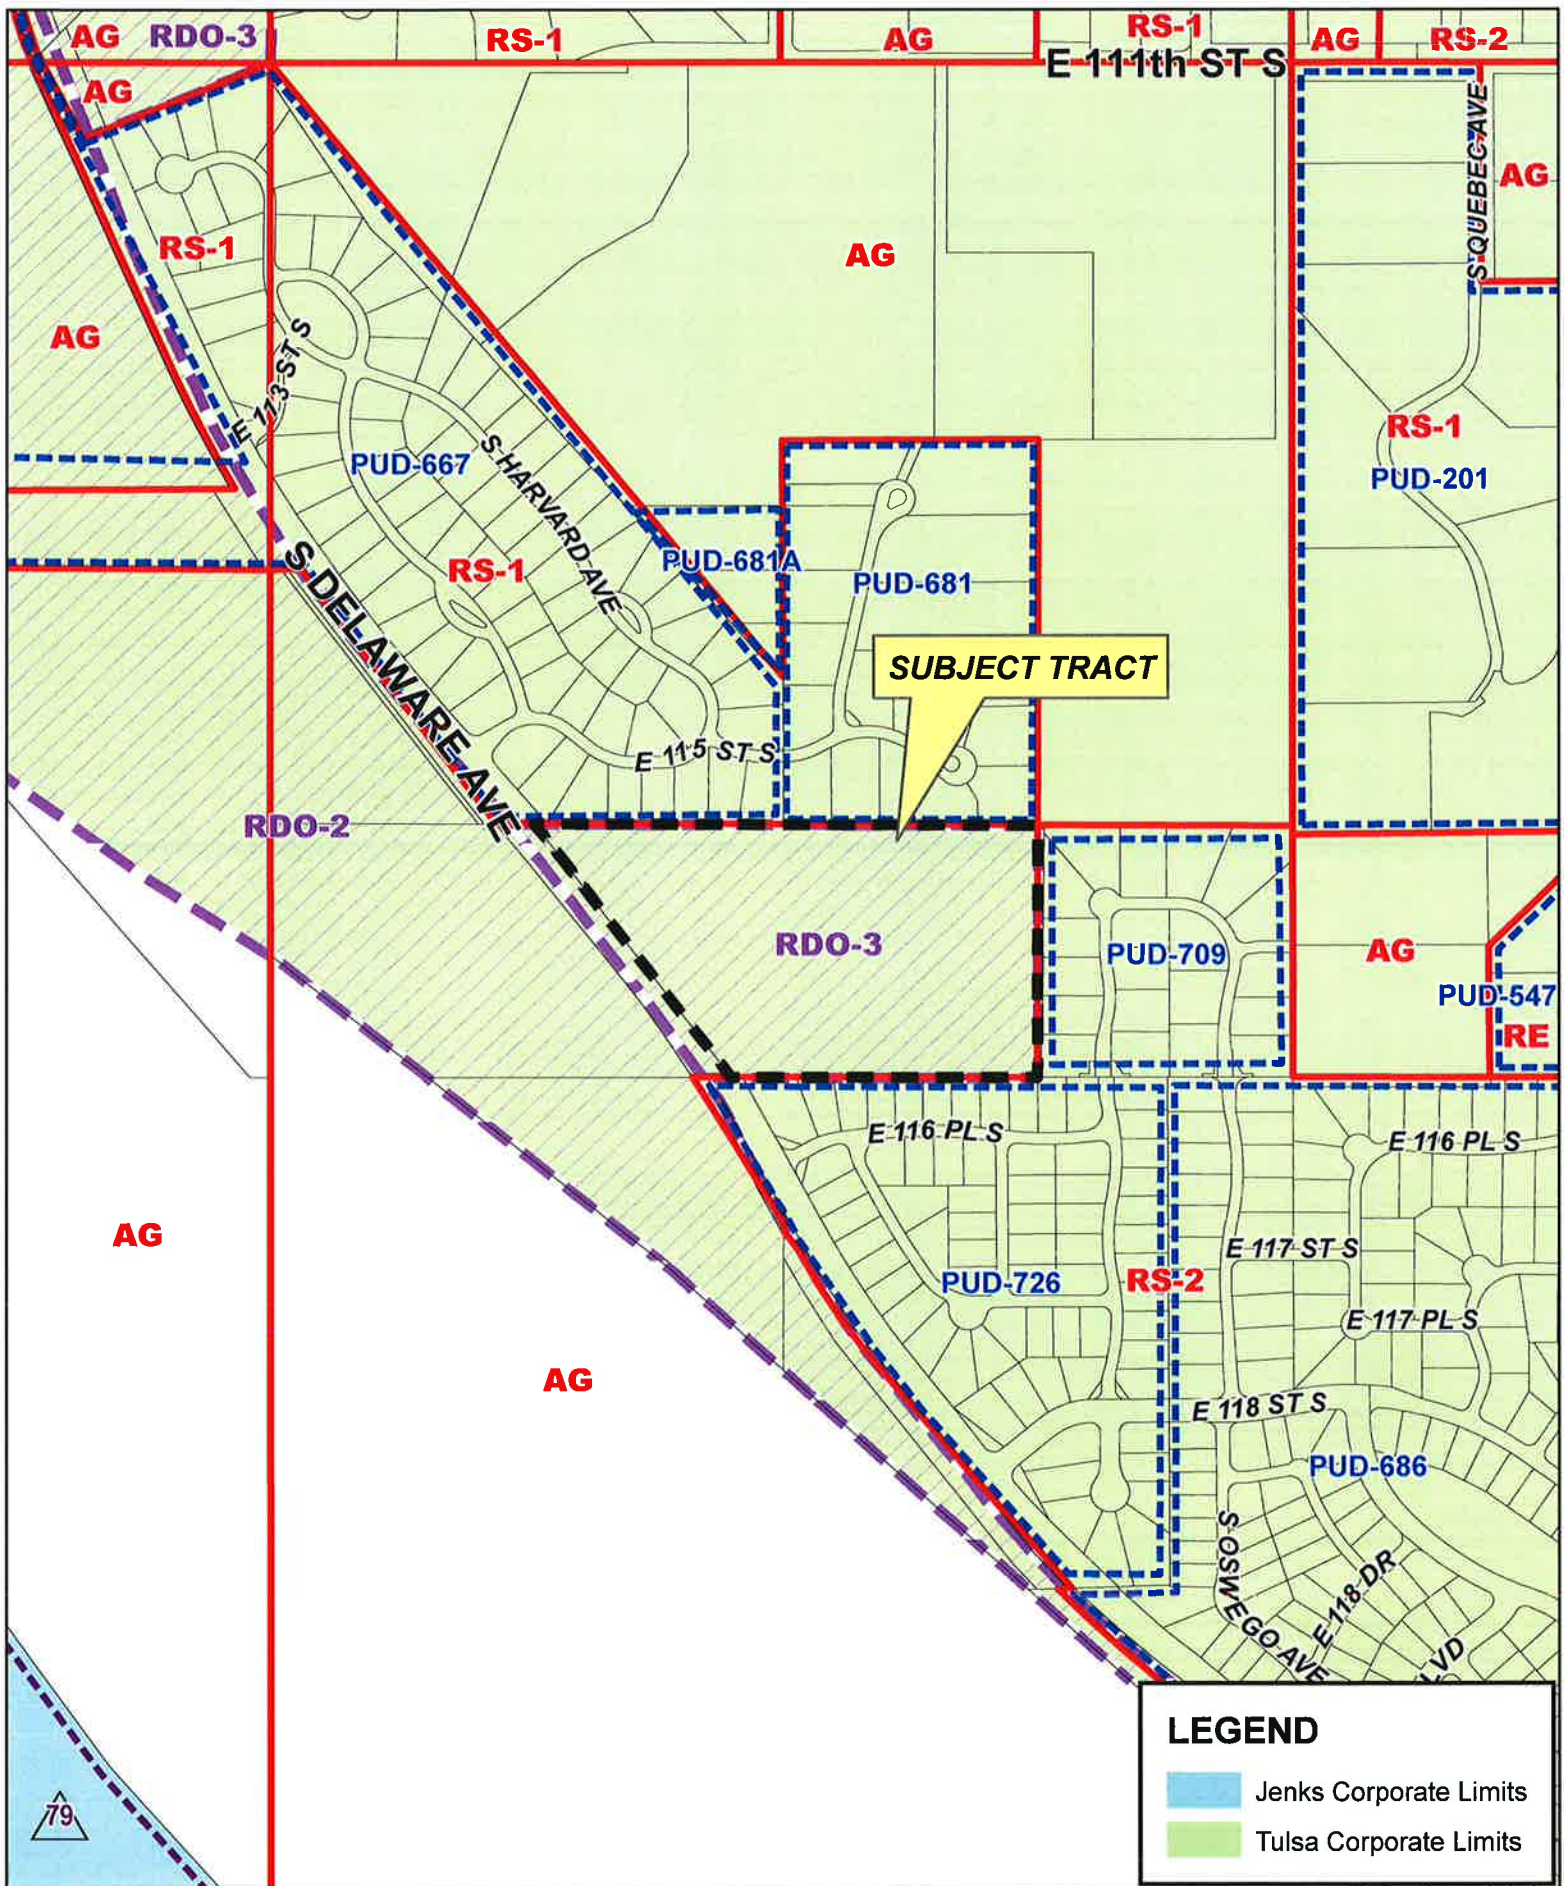 AG
RDO-3
RS-1
AG
RS-1
AG
RS-2
E 111th ST S
AG
S QUEBEC AVE
AG
RS-1
AG
AG
E 113 ST S
RS-1
PUD-667
S HARVARD AVE
PUD-201
RS-1
PUD-681A
PUD-681
S DELAWARE AVE
SUBJECT TRACT
E 115 ST S
RDO-2
RDO-3
PUD-709
AG
PUD-547
RE
E 116 PL S
E 116 PL S
AG
E 117 ST S
PUD-726
RS-2
E 117 PL S
AG
E 118 ST S
PUD-686
S OSWEGO AVE
E 118 DR
LVD
LEGEND
Jenks Corporate Limits
Tulsa Corporate Limits
79